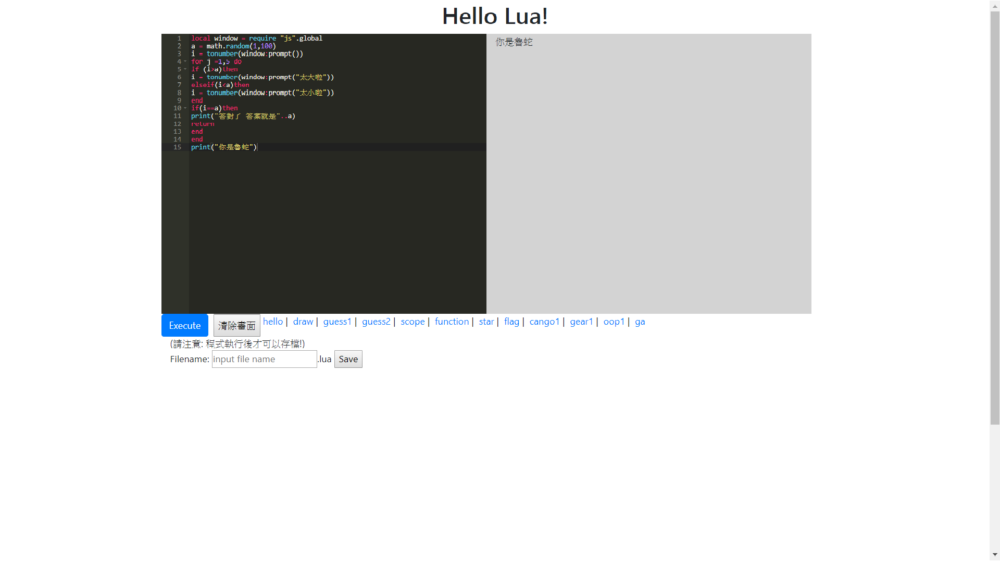 Hello Lua!
1 local window = require "js".global
2 a = math.random(1,100)
3 i = tonumber(window:prompt())
4 for j =1,5 do
5 if (i>a)then
6 i = tonumber(window:prompt("太大啦"))
7 elseif(i<a)then
8 i = tonumber(window:prompt("太小啦"))
9 end
10 if(i==a)then
11 print("答對了 答案就是"..a)
12 return
13 end
14 end
15 print("你是魯蛇")
你是魯蛇
Execute 清除畫面 hello | draw | guess1 | guess2 | scope | function | star | flag | cango1 | gear1 | oop1 | ga
(請注意: 程式執行後才可以存檔!)
Filename: input file name .lua Save